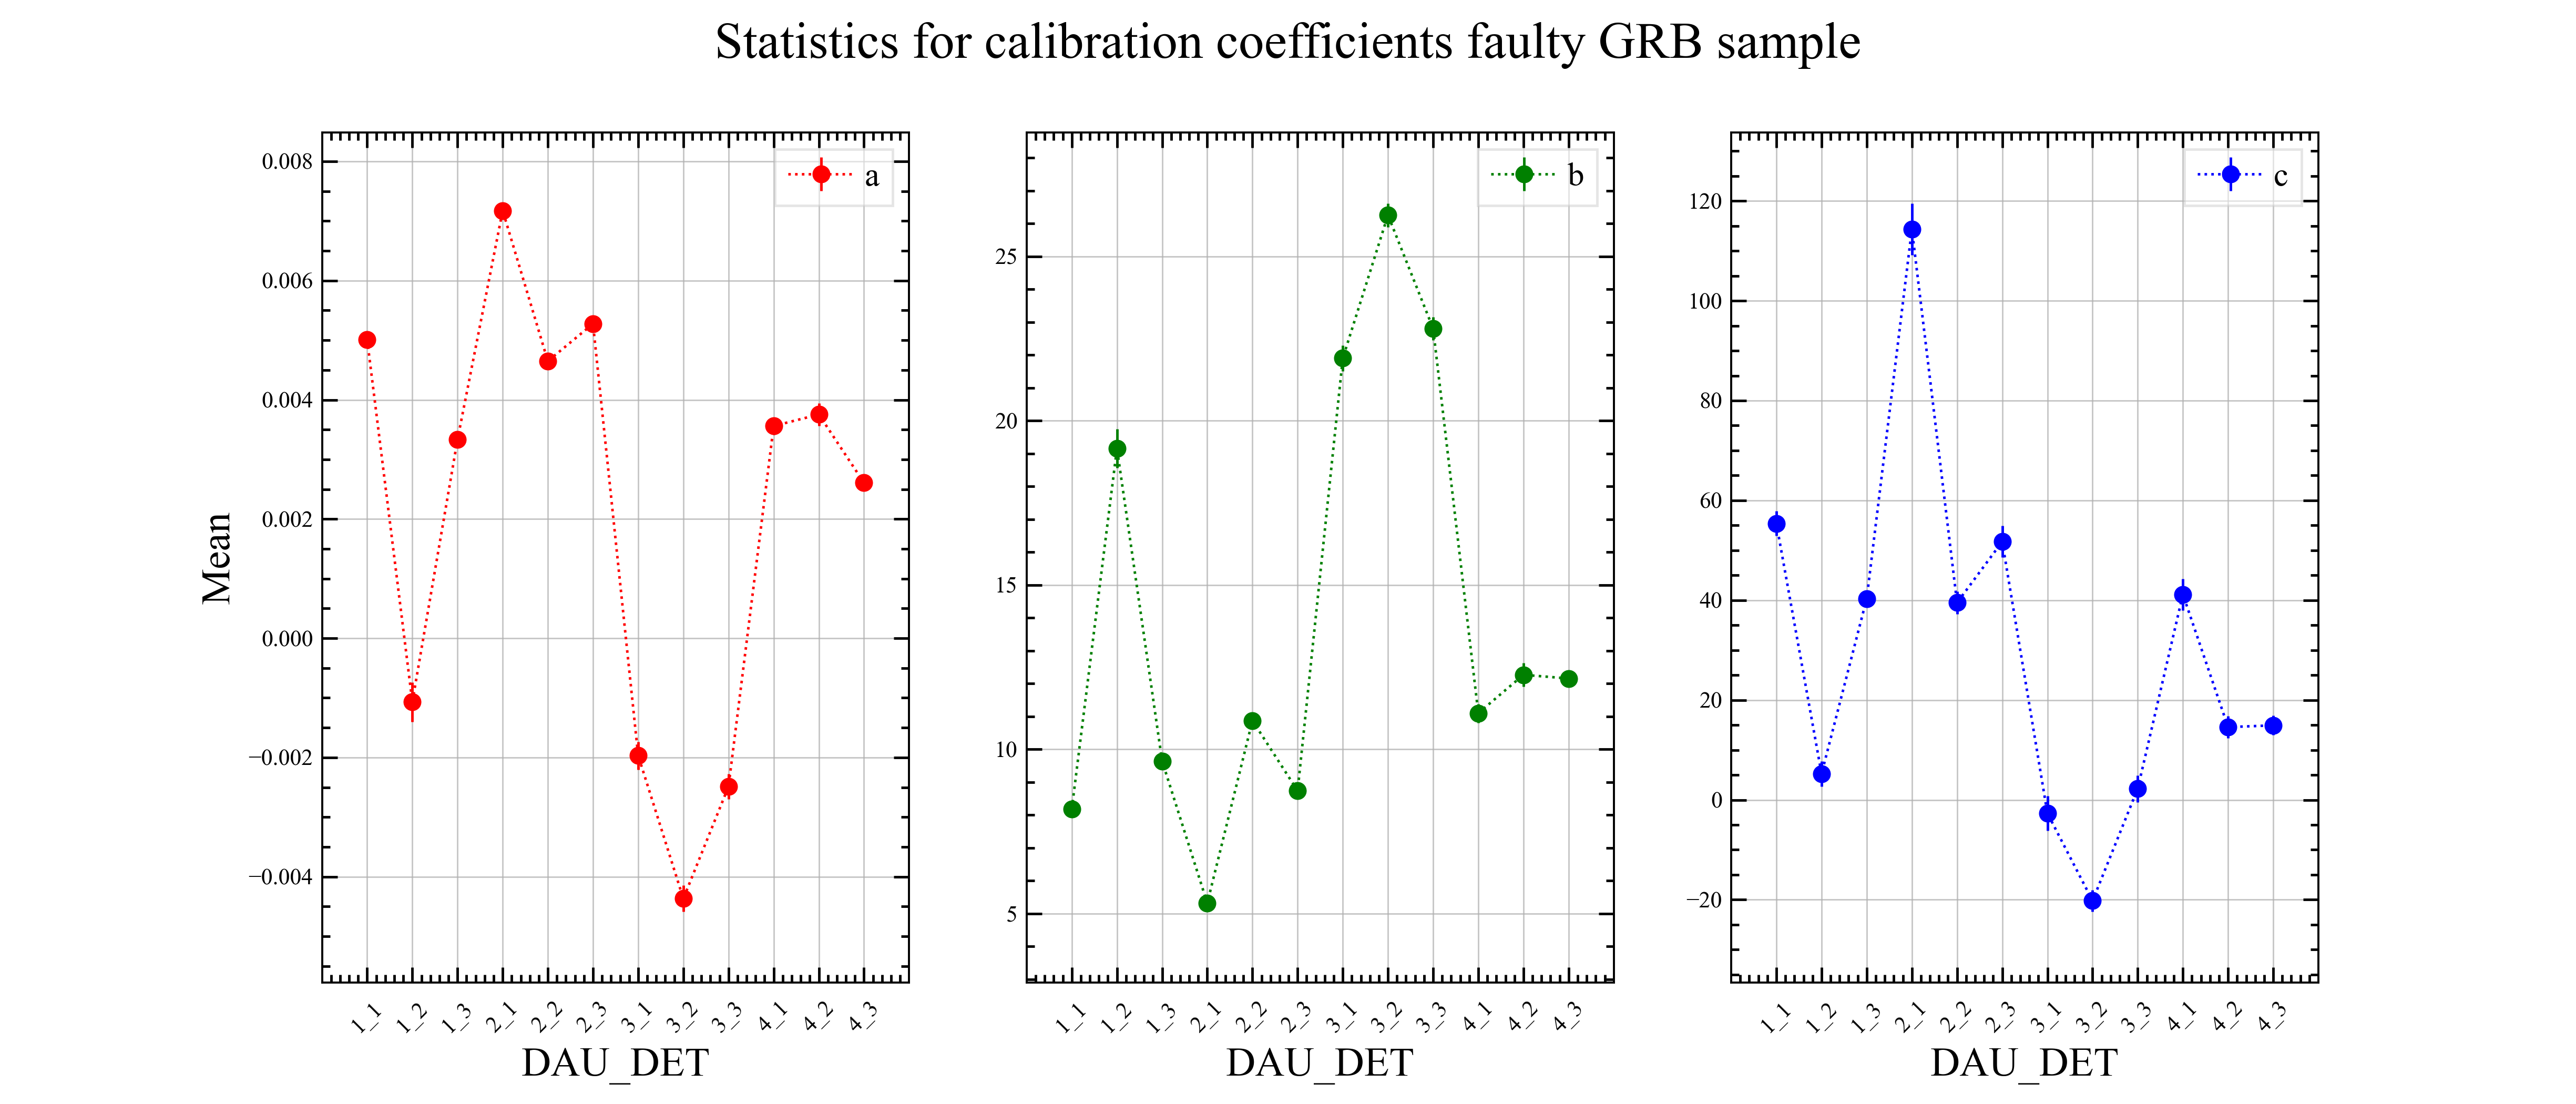 Statistics for calibration coefficients faulty GRB sample
Mean
0.008
0.006
0.004
0.002
0.000
−0.002
−0.004
a
1_1 1_2 1_3 2_1 2_2 2_3 3_1 3_2 3_3 4_1 4_2 4_3
DAU_DET
25
20
15
10
5
b
1_1 1_2 1_3 2_1 2_2 2_3 3_1 3_2 3_3 4_1 4_2 4_3
DAU_DET
120
100
80
60
40
20
0
−20
c
1_1 1_2 1_3 2_1 2_2 2_3 3_1 3_2 3_3 4_1 4_2 4_3
DAU_DET